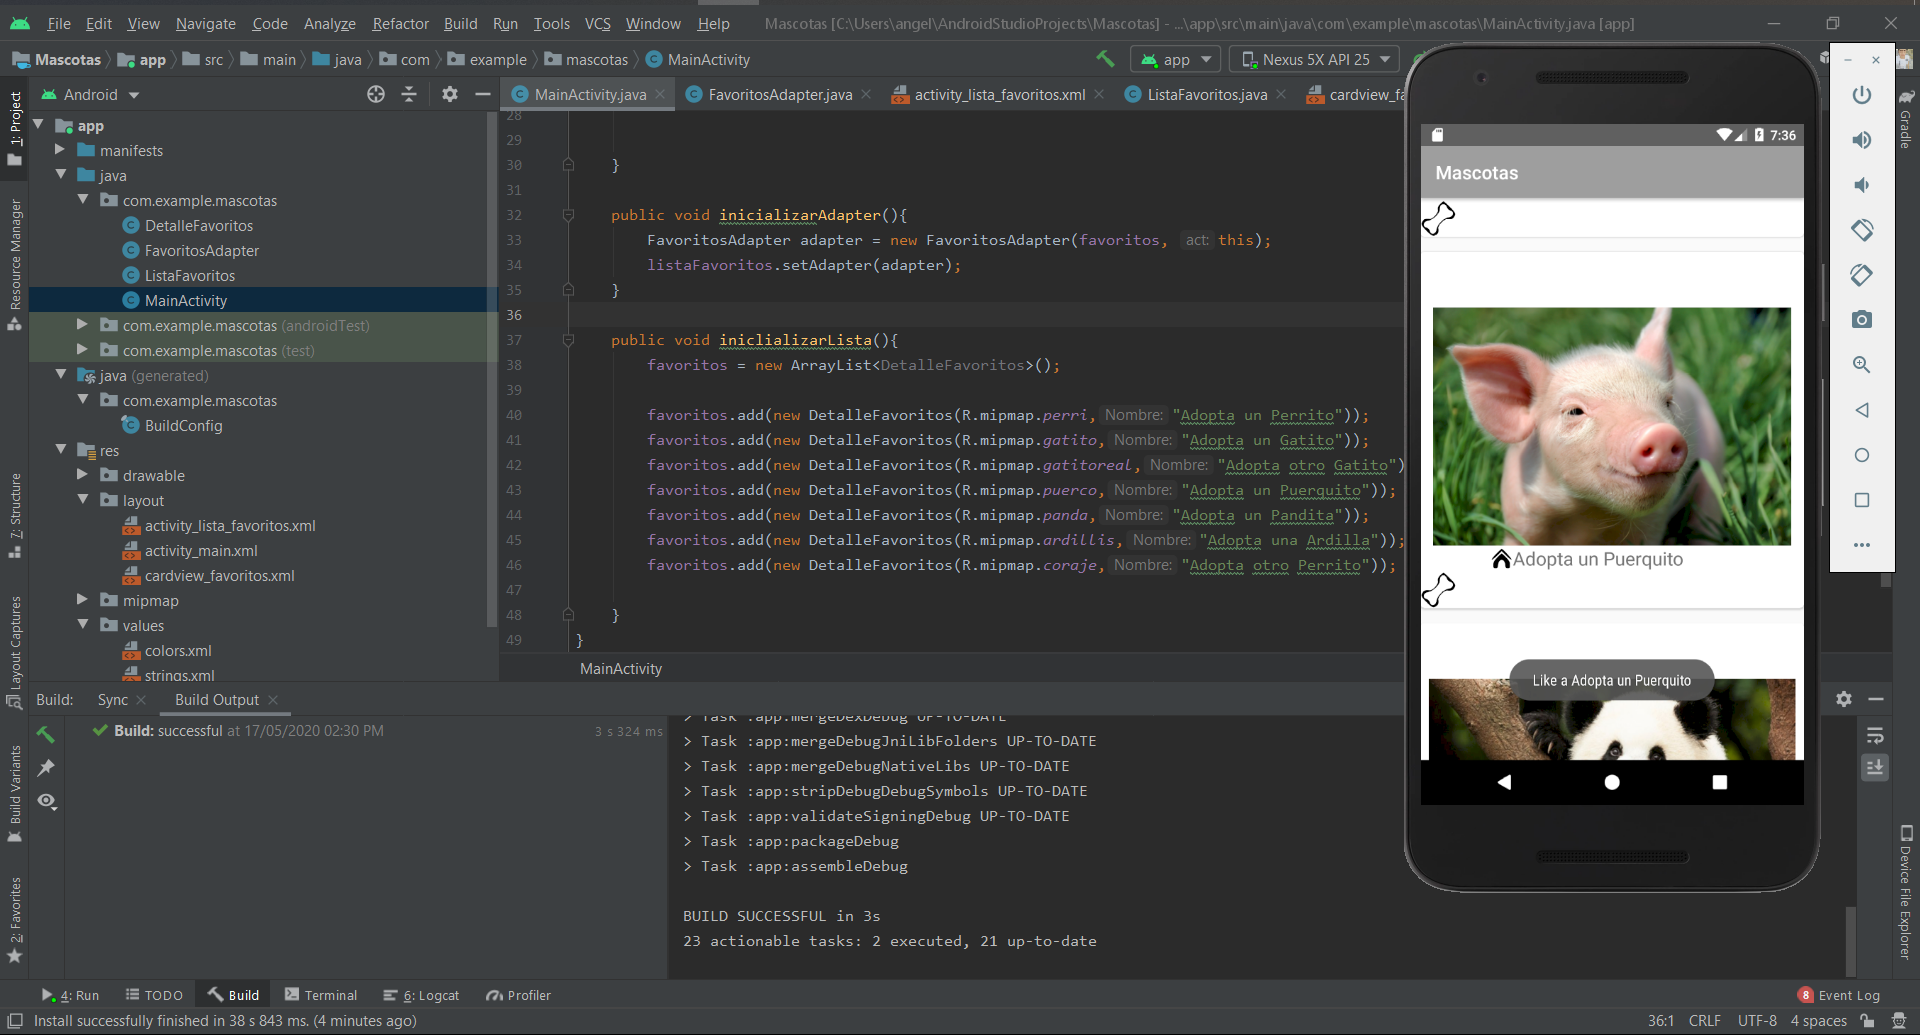 File Edit View Navigate Code Analyze Refactor Build Run Tools VCS Window Help Mascotas [C:\Users\angel\AndroidStudioProjects\Mascotas] - ...\app\src\main\java\com\example\mascotas\MainActivity.java [app]
Mascotas app src main java com example mascotas MainActivity app Nexus 5X API 25
Android MainActivity.java FavoritosAdapter.java activity_lista_favoritos.xml ListaFavoritos.java cardview_fa
1: Project
Resource Manager
7: Structure
Layout Captures
Build Variants
2: Favorites
app
manifests
java
com.example.mascotas
DetalleFavoritos
FavoritosAdapter
ListaFavoritos
MainActivity
com.example.mascotas (androidTest)
com.example.mascotas (test)
java (generated)
com.example.mascotas
BuildConfig
res
drawable
layout
activity_lista_favoritos.xml
activity_main.xml
cardview_favoritos.xml
mipmap
values
colors.xml
strings.xml
28
29
30 }
31
32 public void inicializarAdapter(){
33 FavoritosAdapter adapter = new FavoritosAdapter(favoritos, act: this);
34 listaFavoritos.setAdapter(adapter);
35 }
36
37 public void iniclializarLista(){
38 favoritos = new ArrayList<DetalleFavoritos>();
39
40 favoritos.add(new DetalleFavoritos(R.mipmap.perri, Nombre: "Adopta un Perrito"));
41 favoritos.add(new DetalleFavoritos(R.mipmap.gatito, Nombre: "Adopta un Gatito"));
42 favoritos.add(new DetalleFavoritos(R.mipmap.gatitoreal, Nombre: "Adopta otro Gatito")
43 favoritos.add(new DetalleFavoritos(R.mipmap.puerco, Nombre: "Adopta un Puerquito"));
44 favoritos.add(new DetalleFavoritos(R.mipmap.panda, Nombre: "Adopta un Pandita"));
45 favoritos.add(new DetalleFavoritos(R.mipmap.ardillis, Nombre: "Adopta una Ardilla"));
46 favoritos.add(new DetalleFavoritos(R.mipmap.coraje, Nombre: "Adopta otro Perrito"));
47
48 }
49 }
MainActivity
7:36
Mascotas
Adopta un Puerquito
Like a Adopta un Puerquito
Gradle
Device File Explorer
Build: Sync Build Output
Build: successful at 17/05/2020 02:30 PM 3 s 324 ms
> Task :app:mergeDexDebug UP-TO-DATE
> Task :app:mergeDebugJniLibFolders UP-TO-DATE
> Task :app:mergeDebugNativeLibs UP-TO-DATE
> Task :app:stripDebugDebugSymbols UP-TO-DATE
> Task :app:validateSigningDebug UP-TO-DATE
> Task :app:packageDebug
> Task :app:assembleDebug
BUILD SUCCESSFUL in 3s
23 actionable tasks: 2 executed, 21 up-to-date
4: Run TODO Build Terminal 6: Logcat Profiler 8 Event Log
Install successfully finished in 38 s 843 ms. (4 minutes ago) 36:1 CRLF UTF-8 4 spaces